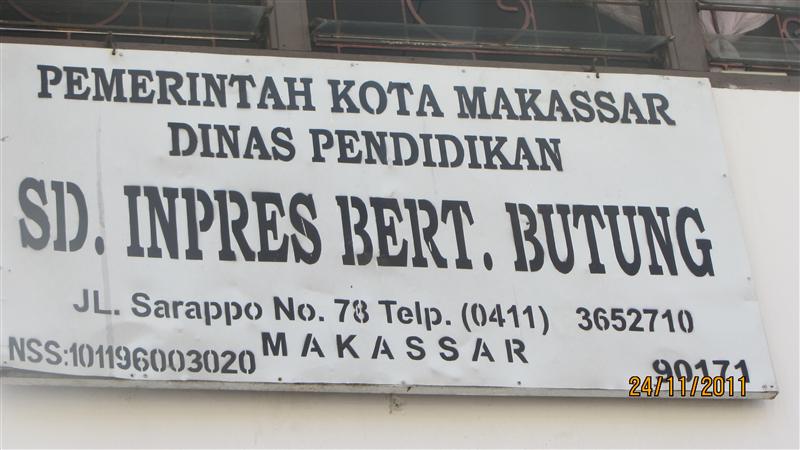 PEMERINTAH KOTA MAKASSAR
DINAS PENDIDIKAN
SD. INPRES BERT. BUTUNG
JL. Sarappo No. 78 Telp. (0411) 3652710
MAKASSAR
NSS:101196003020
90171
24/11/2011